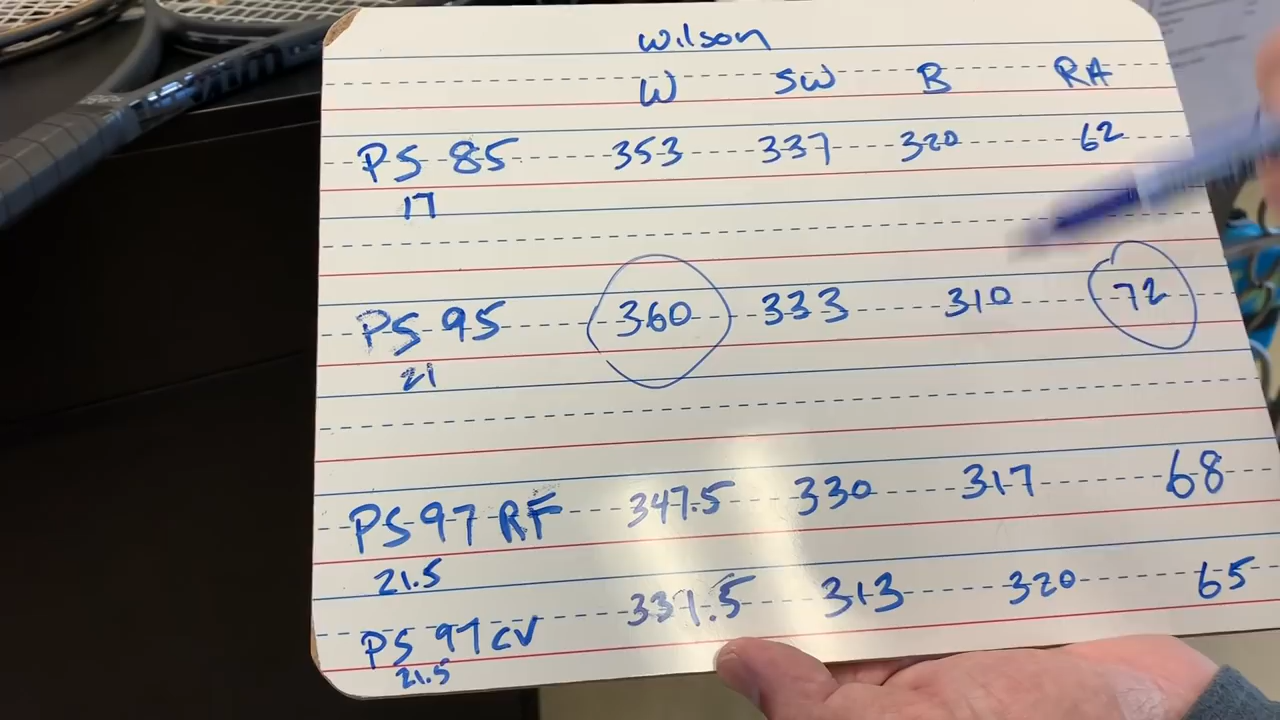 Wilson
W SW B RA
PS 85 353 337 320 62
17
PS 95 360 333 310 72
21
PS 97 RF 347.5 330 317 68
21.5
PS 97 CV 331.5 313 320 65
21.5